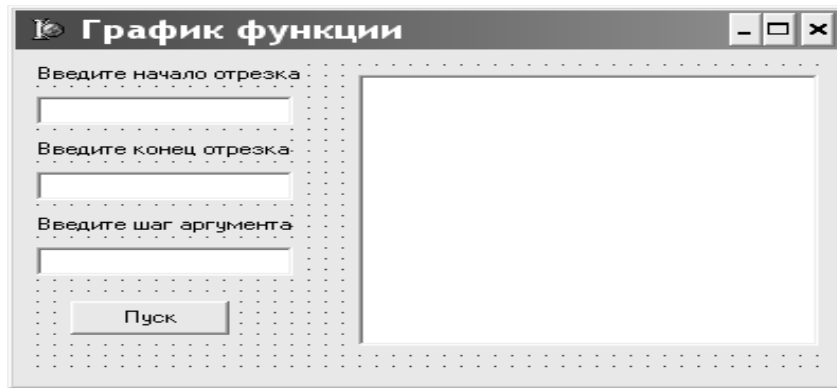 График функции
Введите начало отрезка
Введите конец отрезка
Введите шаг аргумента
Пуск